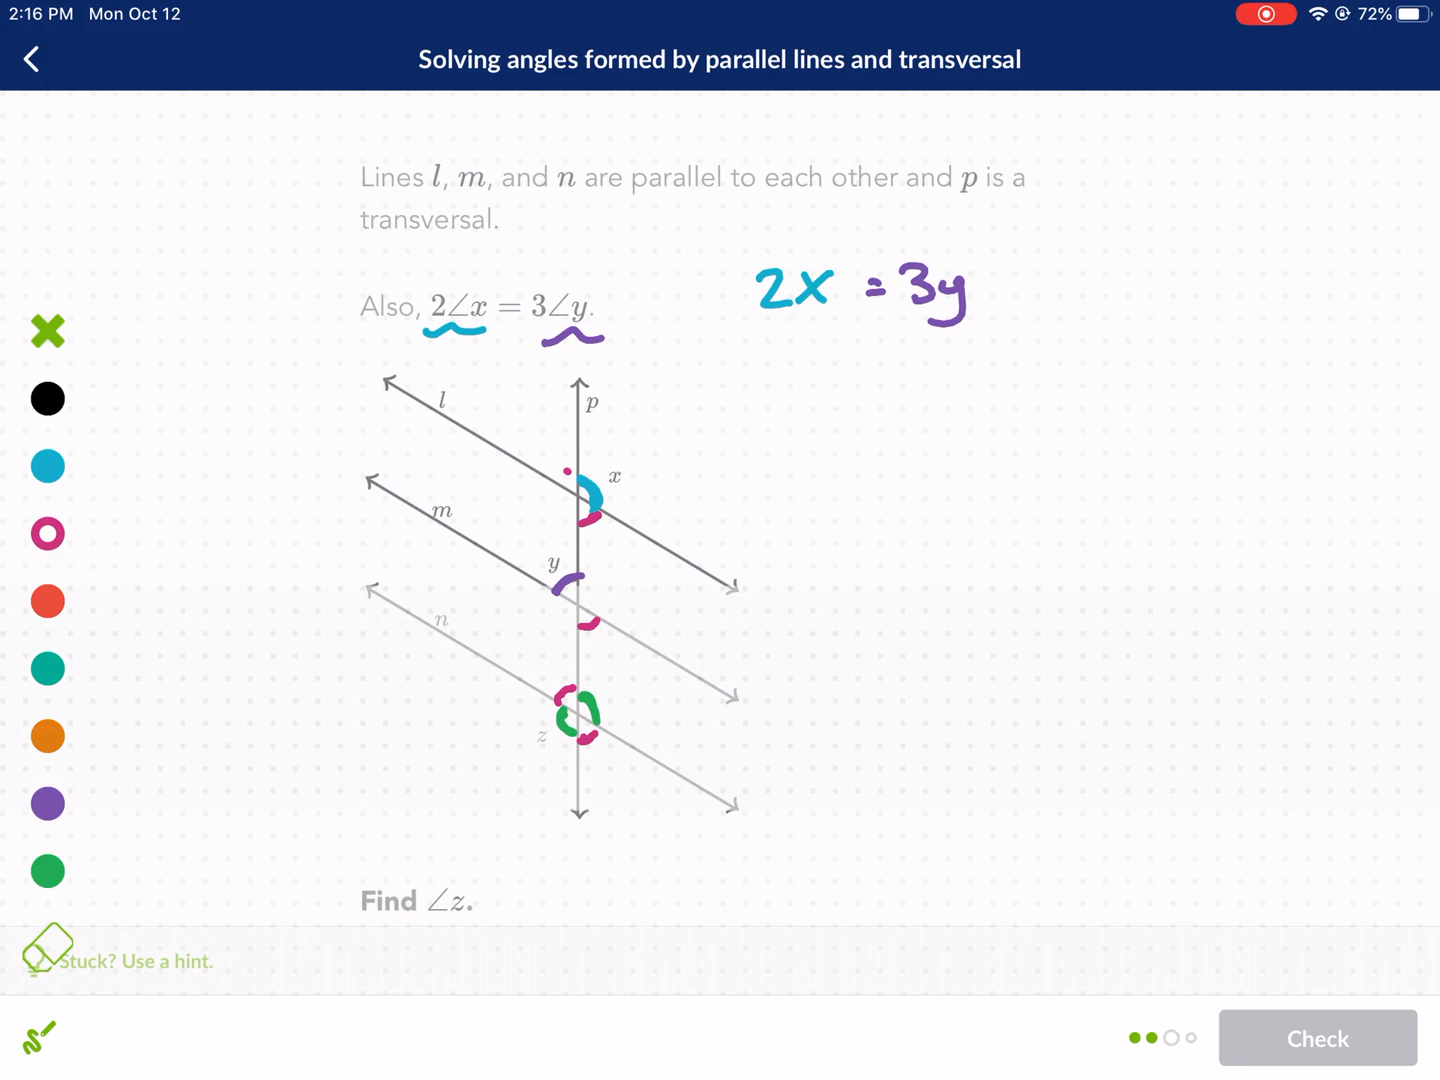 2:16 PM Mon Oct 12
72%
Solving angles formed by parallel lines and transversal
Lines l, m, and n are parallel to each other and p is a
transversal.
2x = 3y
Also, 2∠x = 3∠y.
l
p
x
m
y
n
z
Find ∠z.
Stuck? Use a hint.
Check